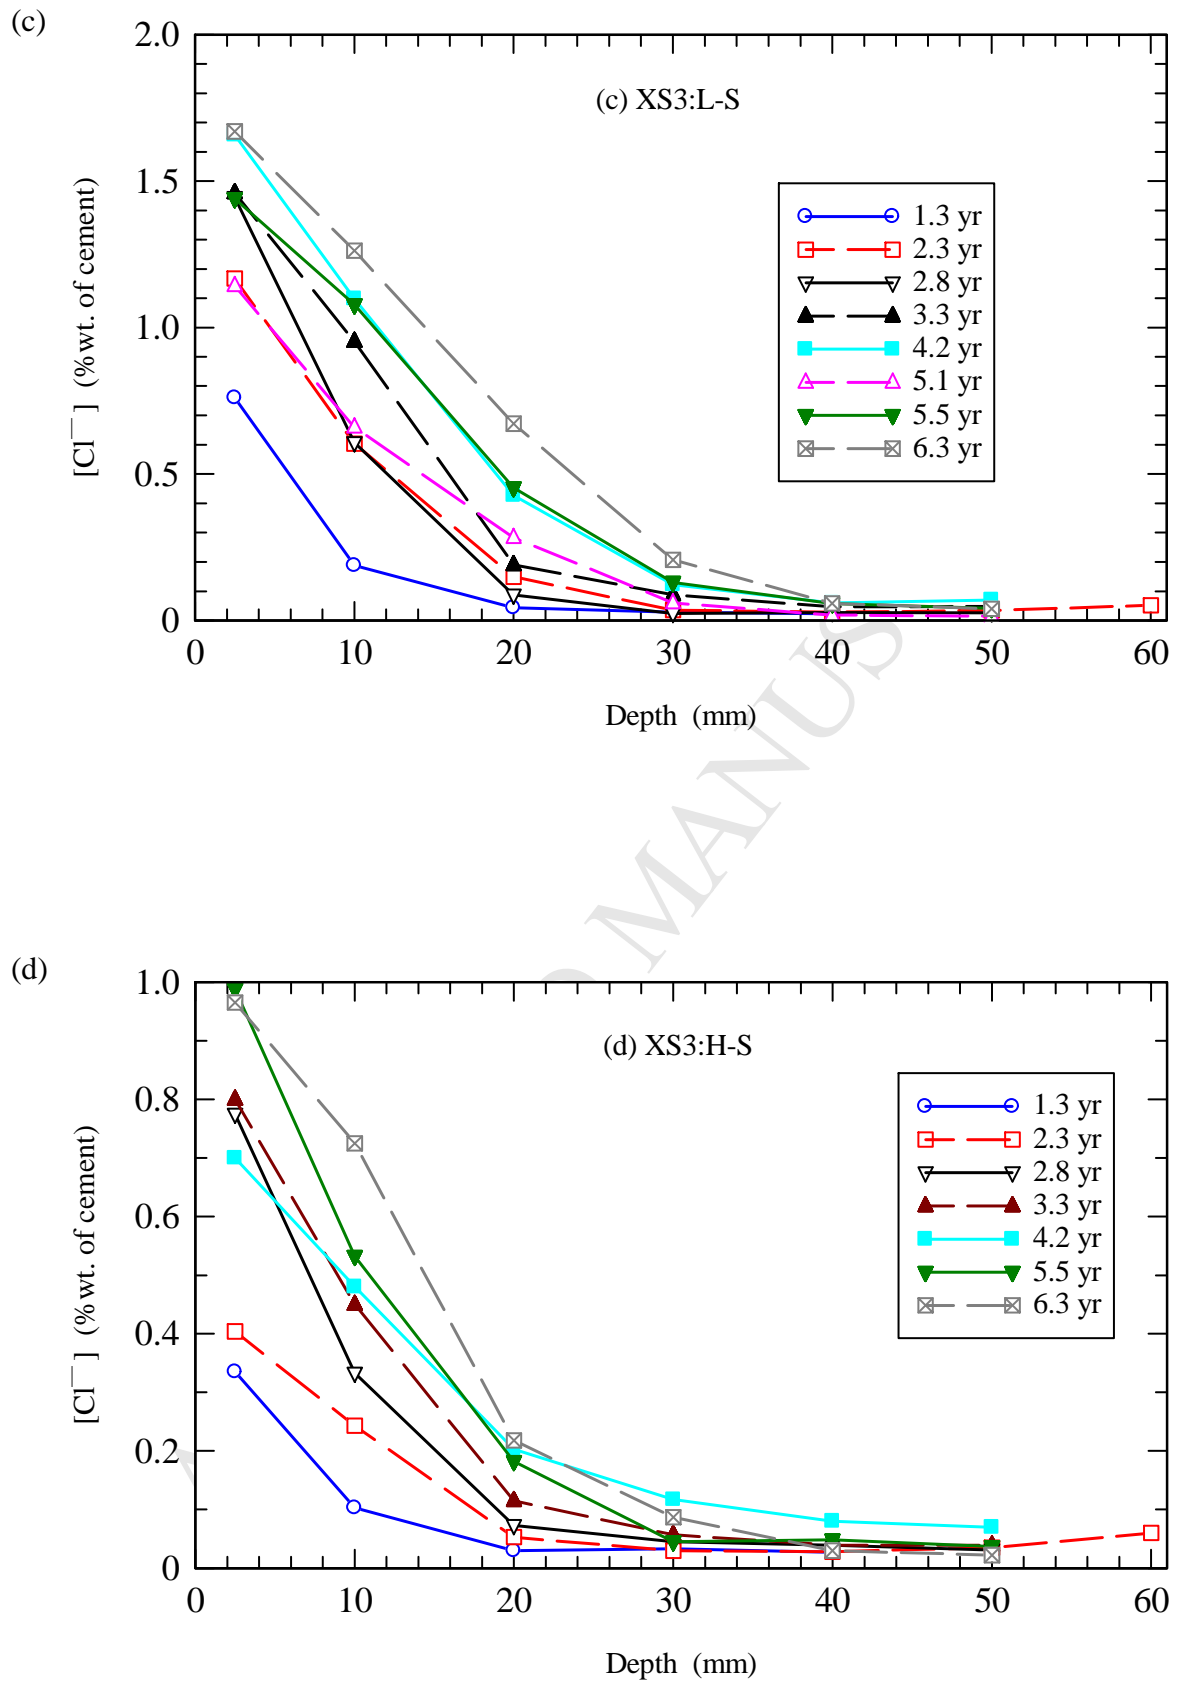 (c)
2.0
(c) XS3:L-S
1.5
1.0
0.5
0
[Cl—] (%wt. of cement)
1.3 yr
2.3 yr
2.8 yr
3.3 yr
4.2 yr
5.1 yr
5.5 yr
6.3 yr
0 10 20 30 40 50 60
Depth (mm)
MANUS
(d)
1.0
(d) XS3:H-S
0.8
0.6
0.4
0.2
0
[Cl—] (%wt. of cement)
1.3 yr
2.3 yr
2.8 yr
3.3 yr
4.2 yr
5.5 yr
6.3 yr
0 10 20 30 40 50 60
Depth (mm)